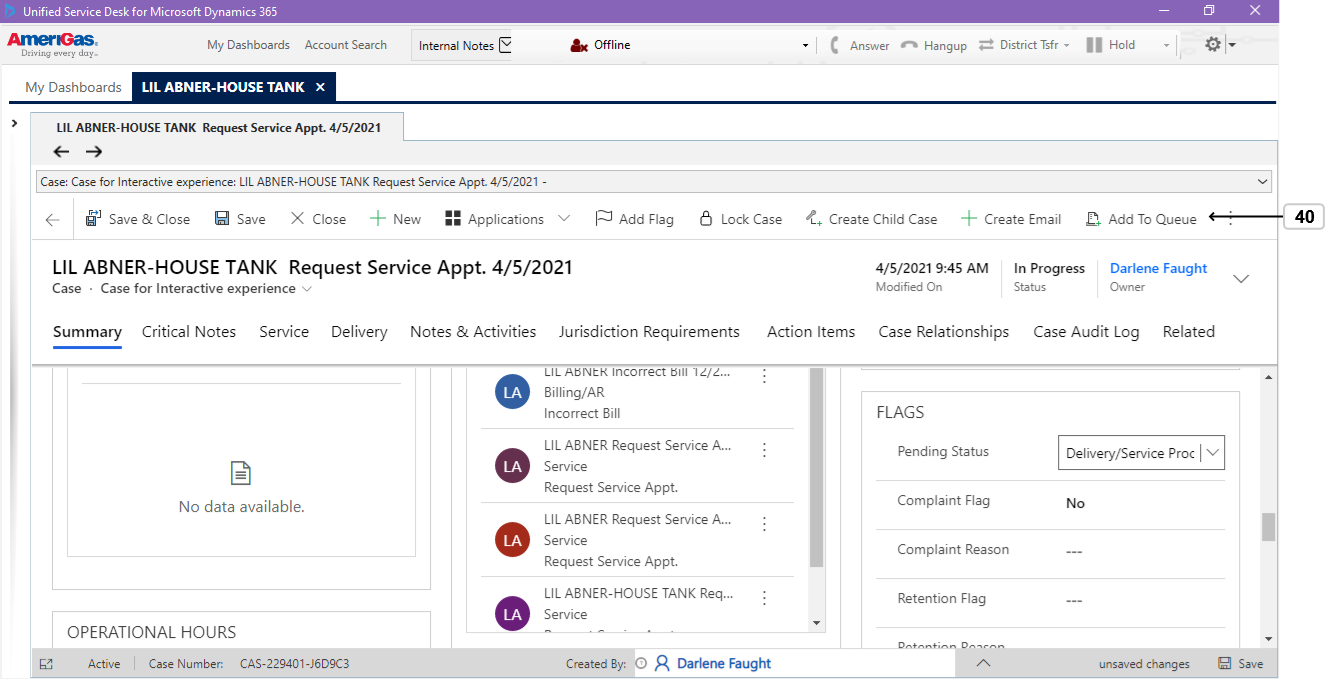 Unified Service Desk for Microsoft Dynamics 365
AmeriGas
Driving every day
My Dashboards Account Search Internal Notes Offline Answer Hangup District Tsfr Hold
My Dashboards LIL ABNER-HOUSE TANK
LIL ABNER-HOUSE TANK Request Service Appt. 4/5/2021
Case: Case for Interactive experience: LIL ABNER-HOUSE TANK Request Service Appt. 4/5/2021 -
Save & Close Save Close New Applications Add Flag Lock Case Create Child Case Create Email Add To Queue 40
LIL ABNER-HOUSE TANK Request Service Appt. 4/5/2021
Case · Case for Interactive experience
4/5/2021 9:45 AM
Modified On
In Progress
Status
Darlene Faught
Owner
Summary Critical Notes Service Delivery Notes & Activities Jurisdiction Requirements Action Items Case Relationships Case Audit Log Related
No data available.
OPERATIONAL HOURS
LA
LIL ABNER Incorrect Bill 12/2...
Billing/AR
Incorrect Bill
LA
LIL ABNER Request Service A...
Service
Request Service Appt.
LA
LIL ABNER Request Service A...
Service
Request Service Appt.
LA
LIL ABNER-HOUSE TANK Req...
Service
FLAGS
Pending Status Delivery/Service Proc
Complaint Flag No
Complaint Reason ---
Retention Flag ---
Retention Reason
Active Case Number: CAS-229401-J6D9C3 Created By: Darlene Faught unsaved changes Save